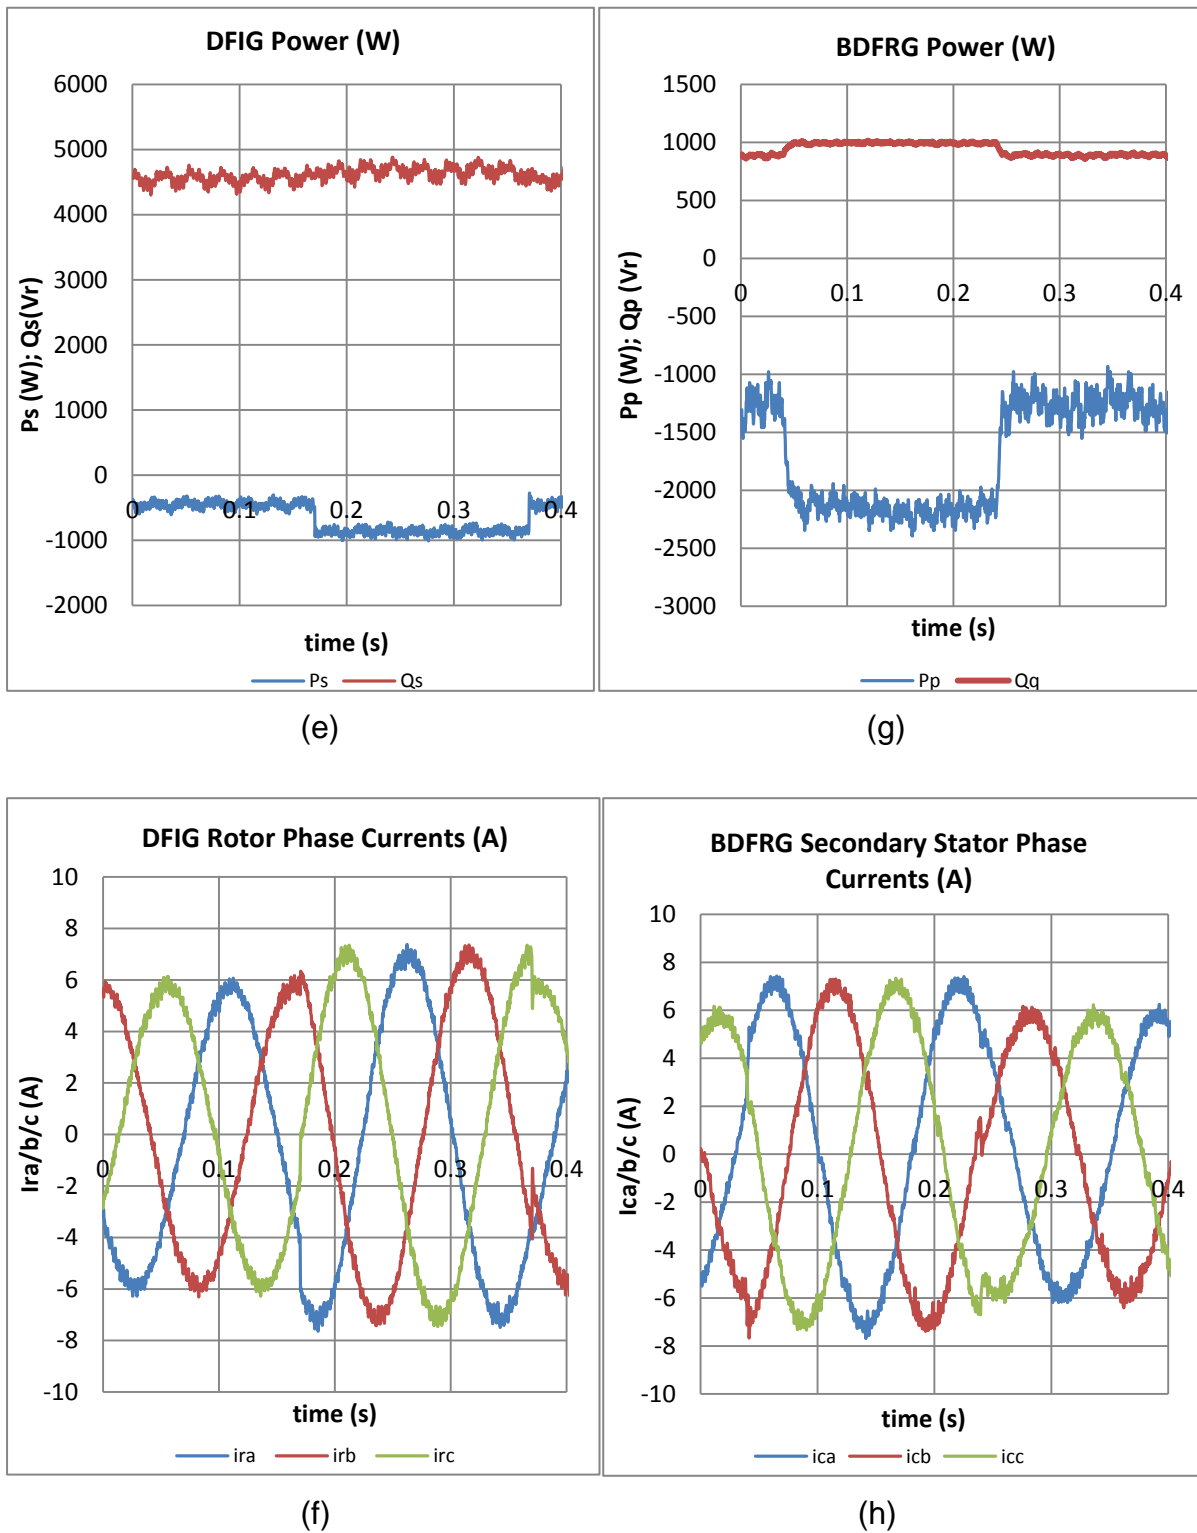 DFIG Power (W)
6000
5000
4000
3000
2000
1000
0
-1000
-2000
0
0.1
0.2
0.3
0.4
Ps (W); Qs(Vr)
time (s)
Ps
Qs
(e)
BDFRG Power (W)
1500
1000
500
0
-500
-1000
-1500
-2000
-2500
-3000
0
0.1
0.2
0.3
0.4
Pp (W); Qp (Vr)
time (s)
Pp
Qq
(g)
DFIG Rotor Phase Currents (A)
10
8
6
4
2
0
-2
-4
-6
-8
-10
0
0.1
0.2
0.3
0.4
Ira/b/c (A)
time (s)
ira
irb
irc
(f)
BDFRG Secondary Stator Phase
Currents (A)
10
8
6
4
2
0
-2
-4
-6
-8
-10
0
0.1
0.2
0.3
0.4
Ica/b/c (A)
time (s)
ica
icb
icc
(h)